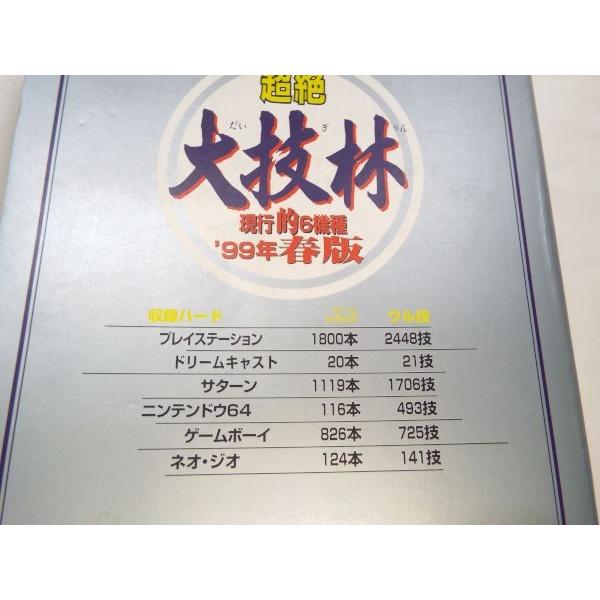 超絶
だい ぎ りん
大技林
現行的6機種
'99年春版
収録ハード ウル技
プレイステーション 1800本 2448技
ドリームキャスト 20本 21技
サターン 1119本 1706技
ニンテンドウ64 116本 493技
ゲームボーイ 826本 725技
ネオ・ジオ 124本 141技